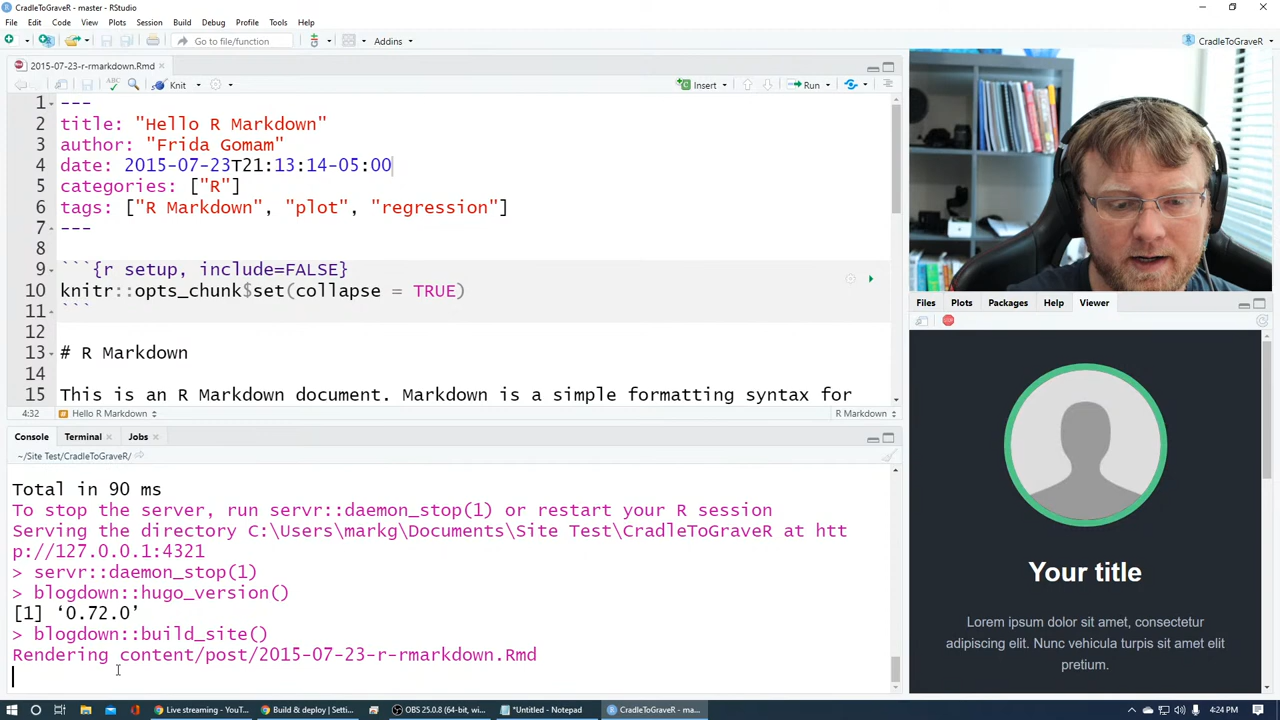 CradleToGraveR - master - RStudio
File Edit Code View Plots Session Build Debug Profile Tools Help
Go to file/function Addins CradleToGraveR
2015-07-23-r-rmarkdown.Rmd
ABC Knit Insert Run
1 ---
2 title: "Hello R Markdown"
3 author: "Frida Gomam"
4 date: 2015-07-23T21:13:14-05:00
5 categories: ["R"]
6 tags: ["R Markdown", "plot", "regression"]
7 ---
8
9 ```{r setup, include=FALSE}
10 knitr::opts_chunk$set(collapse = TRUE)
11 ```
12
13 # R Markdown
14
15 This is an R Markdown document. Markdown is a simple formatting syntax for
4:32 Hello R Markdown R Markdown
Console Terminal Jobs
~/Site Test/CradleToGraveR/
Total in 90 ms
To stop the server, run servr::daemon_stop(1) or restart your R session
Serving the directory C:\Users\markg\Documents\Site Test\CradleToGraveR at htt
p://127.0.0.1:4321
> servr::daemon_stop(1)
> blogdown::hugo_version()
[1] ‘0.72.0’
> blogdown::build_site()
Rendering content/post/2015-07-23-r-rmarkdown.Rmd
Files Plots Packages Help Viewer
Your title
Lorem ipsum dolor sit amet, consectetur
adipiscing elit. Nunc vehicula turpis sit amet elit
pretium.
Live streaming - YouT... Build & deploy | Setti... OBS 25.0.8 (64-bit, wi... *Untitled - Notepad CradleToGraveR - ma... 4:24 PM